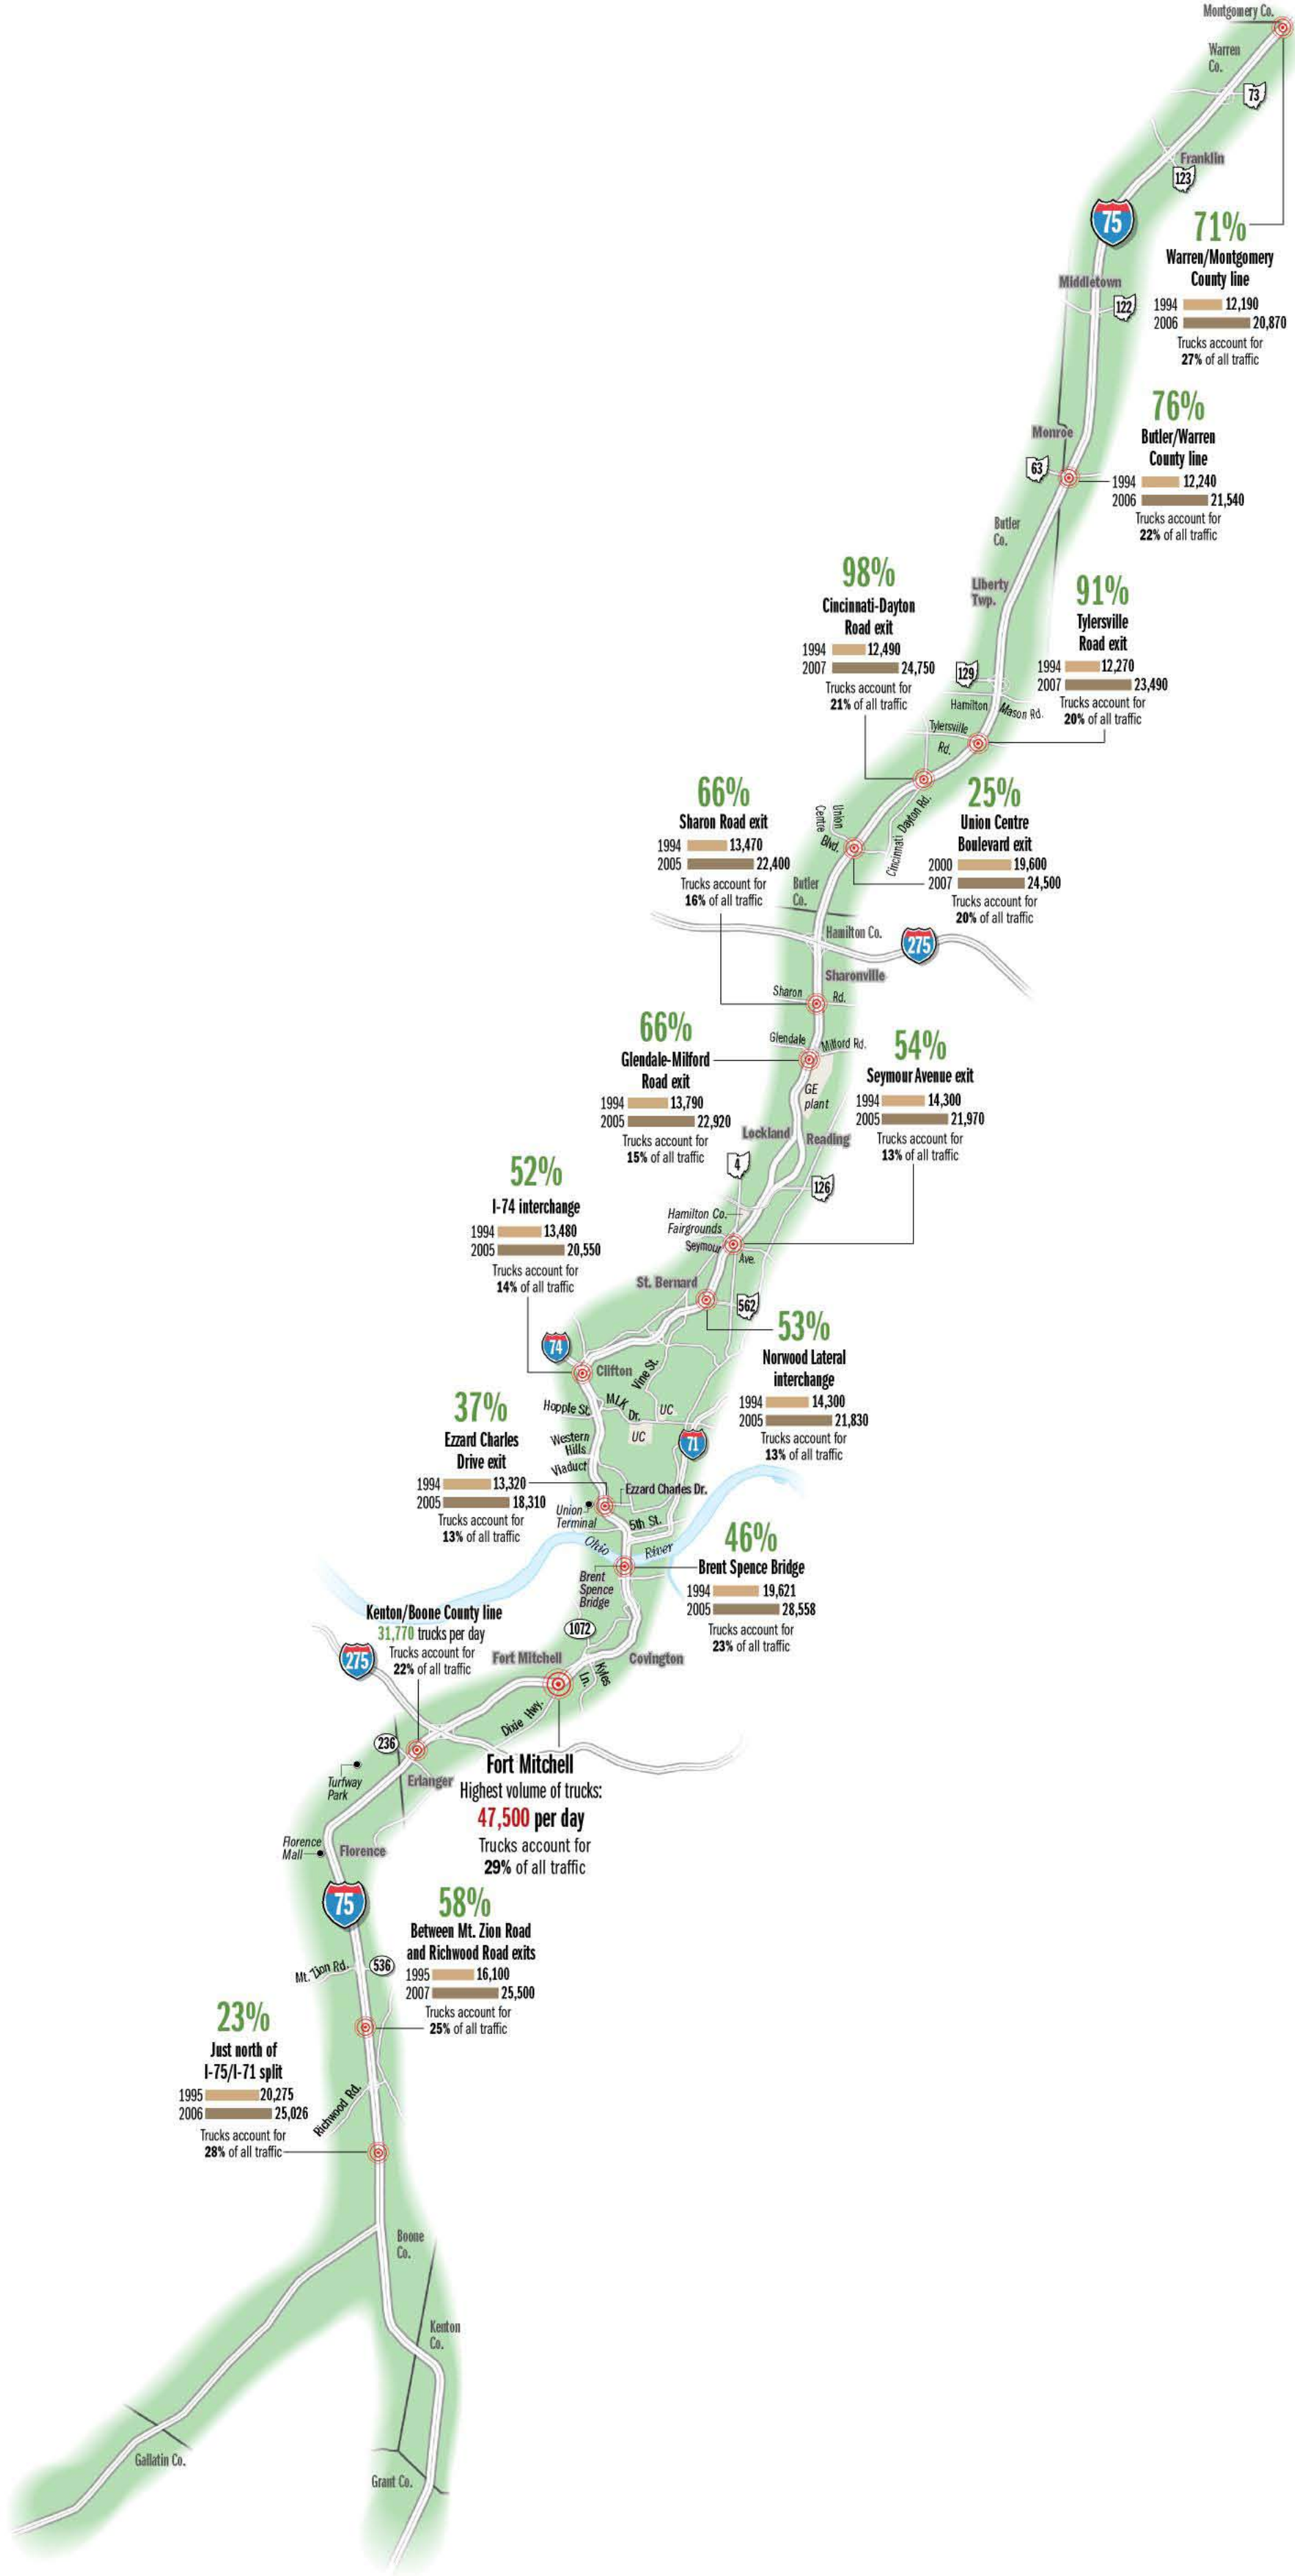 Montgomery Co.
Warren
Co.
73
Franklin
123
75
71%
Warren/Montgomery
County line
1994 12,190
2006 20,870
Trucks account for
27% of all traffic
Middletown
122
76%
Butler/Warren
County line
1994 12,240
2006 21,540
Trucks account for
22% of all traffic
Monroe
63
Butler
Co.
Liberty
Twp.
98%
Cincinnati-Dayton
Road exit
1994 12,490
2007 24,750
Trucks account for
21% of all traffic
91%
Tylersville
Road exit
1994 12,270
2007 23,490
Trucks account for
20% of all traffic
129
Hamilton Mason Rd.
Tylersville
Rd.
66%
Sharon Road exit
1994 13,470
2005 22,400
Trucks account for
16% of all traffic
Union
Centre
Blvd.
Cincinnati Dayton Rd.
25%
Union Centre
Boulevard exit
2000 19,600
2007 24,500
Trucks account for
20% of all traffic
Butler
Co.
Hamilton Co.
275
Sharonville
Sharon Rd.
66%
Glendale-Milford
Road exit
1994 13,790
2005 22,920
Trucks account for
15% of all traffic
Glendale Milford Rd.
GE
plant
54%
Seymour Avenue exit
1994 14,300
2005 21,970
Trucks account for
13% of all traffic
Lockland
Reading
4
126
52%
I-74 interchange
1994 13,480
2005 20,550
Trucks account for
14% of all traffic
Hamilton Co.
Fairgrounds
Seymour Ave.
St. Bernard
562
53%
Norwood Lateral
interchange
1994 14,300
2005 21,830
Trucks account for
13% of all traffic
74
Clifton
Vine St.
Hopple St.
MLK Dr.
UC
UC
71
Western
Hills
Viaduct
37%
Ezzard Charles
Drive exit
1994 13,320
2005 18,310
Trucks account for
13% of all traffic
Ezzard Charles Dr.
Union
Terminal
5th St.
Ohio River
46%
Brent Spence Bridge
1994 19,621
2005 28,558
Trucks account for
23% of all traffic
Brent
Spence
Bridge
Kenton/Boone County line
31,770 trucks per day
Trucks account for
22% of all traffic
275
1072
Fort Mitchell
Covington
Kyles
Ln.
Dixie Hwy.
236
Turfway
Park
Erlanger
Fort Mitchell
Highest volume of trucks:
47,500 per day
Trucks account for
29% of all traffic
Florence
Mall
Florence
75
58%
Between Mt. Zion Road
and Richwood Road exits
1995 16,100
2007 25,500
Trucks account for
25% of all traffic
Mt. Zion Rd.
536
23%
Just north of
I-75/I-71 split
1995 20,275
2006 25,026
Trucks account for
28% of all traffic
Richwood Rd.
Boone
Co.
Kenton
Co.
Gallatin Co.
Grant Co.